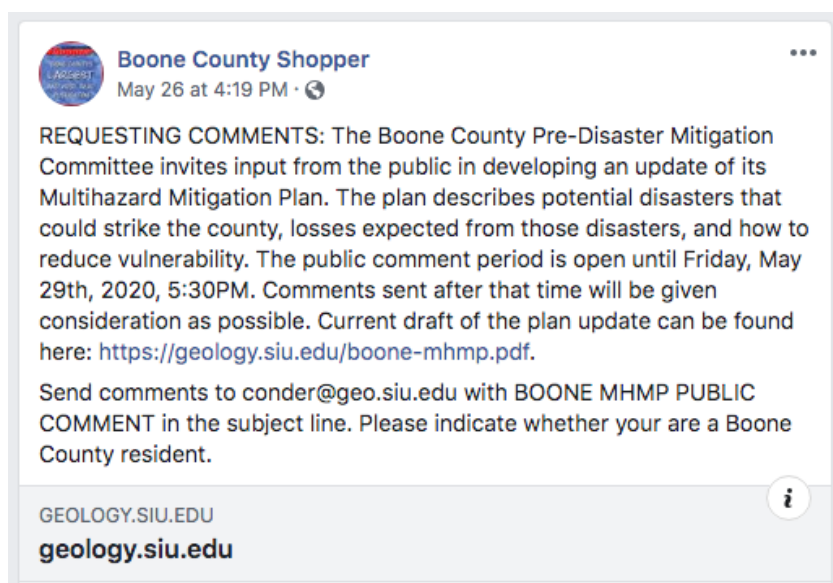 Boone County Shopper
May 26 at 4:19 PM ·
REQUESTING COMMENTS: The Boone County Pre-Disaster Mitigation
Committee invites input from the public in developing an update of its
Multihazard Mitigation Plan. The plan describes potential disasters that
could strike the county, losses expected from those disasters, and how to
reduce vulnerability. The public comment period is open until Friday, May
29th, 2020, 5:30PM. Comments sent after that time will be given
consideration as possible. Current draft of the plan update can be found
here: https://geology.siu.edu/boone-mhmp.pdf.
Send comments to conder@geo.siu.edu with BOONE MHMP PUBLIC
COMMENT in the subject line. Please indicate whether your are a Boone
County resident.
i
GEOLOGY.SIU.EDU
geology.siu.edu